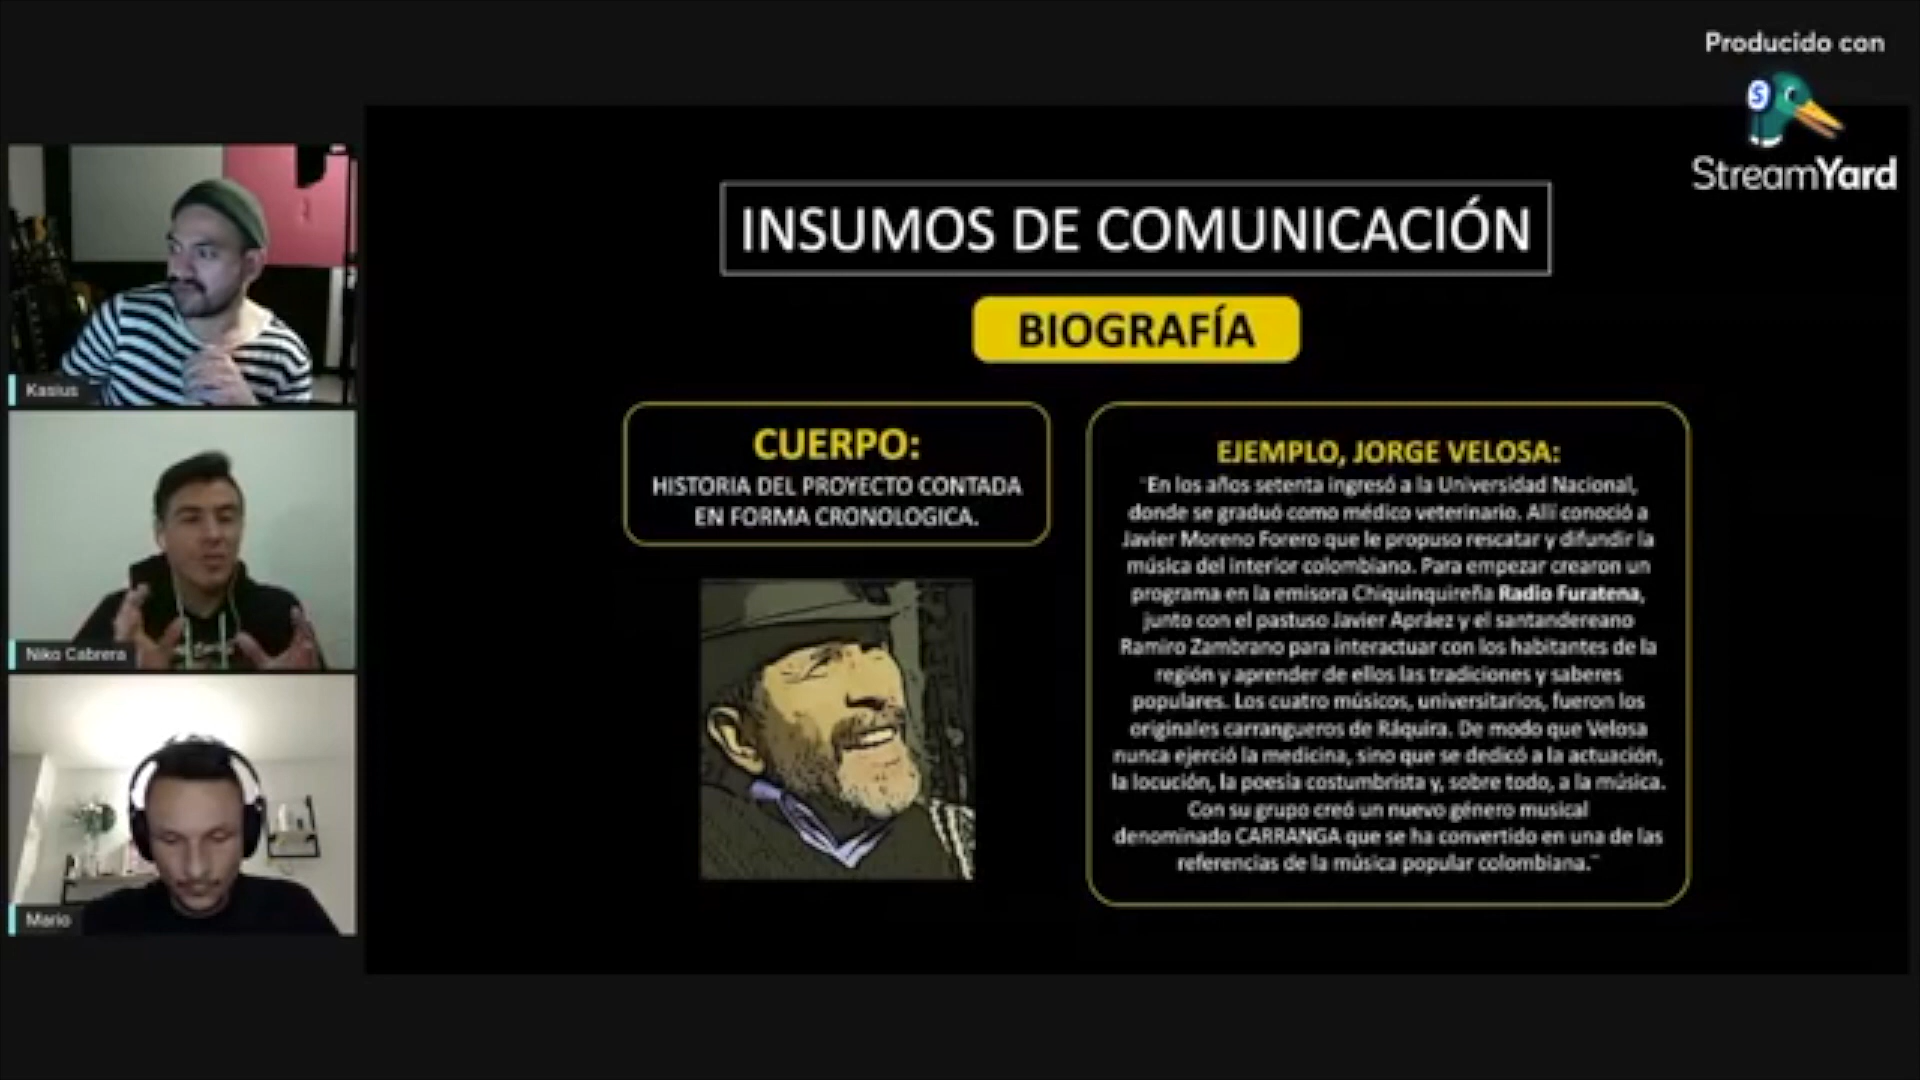 Producido con
StreamYard
INSUMOS DE COMUNICACIÓN
BIOGRAFÍA
CUERPO:
HISTORIA DEL PROYECTO CONTADA
EN FORMA CRONOLOGICA.
EJEMPLO, JORGE VELOSA:
¨En los años setenta ingresó a la Universidad Nacional,
donde se graduó como médico veterinario. Allí conoció a
Javier Moreno Forero que le propuso rescatar y difundir la
música del interior colombiano. Para empezar crearon un
programa en la emisora Chiquinquireña Radio Furatena,
junto con el pastuso Javier Apráez y el santandereano
Ramiro Zambrano para interactuar con los habitantes de la
región y aprender de ellos las tradiciones y saberes
populares. Los cuatro músicos, universitarios, fueron los
originales carrangueros de Ráquira. De modo que Velosa
nunca ejerció la medicina, sino que se dedicó a la actuación,
la locución, la poesía costumbrista y, sobre todo, a la música.
Con su grupo creó un nuevo género musical
denominado CARRANGA que se ha convertido en una de las
referencias de la música popular colombiana.¨
Kasius
Niko Cabrera
Mario